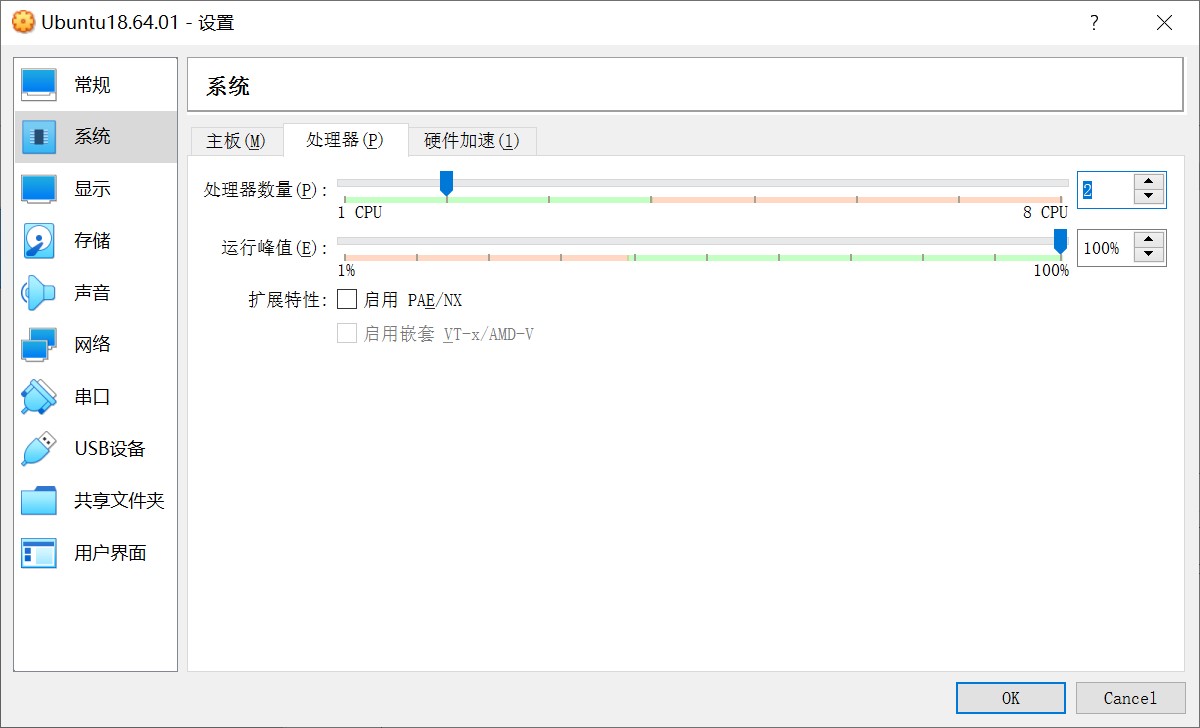 Ubuntu18.64.01 - 设置
?
常规
系统
显示
存储
声音
网络
串口
USB设备
共享文件夹
用户界面
系统
主板(M) 处理器(P) 硬件加速(l)
处理器数量(P): 2
1 CPU 8 CPU
运行峰值(E): 100%
1% 100%
扩展特性: 启用 PAE/NX
启用嵌套 VT-x/AMD-V
OK Cancel